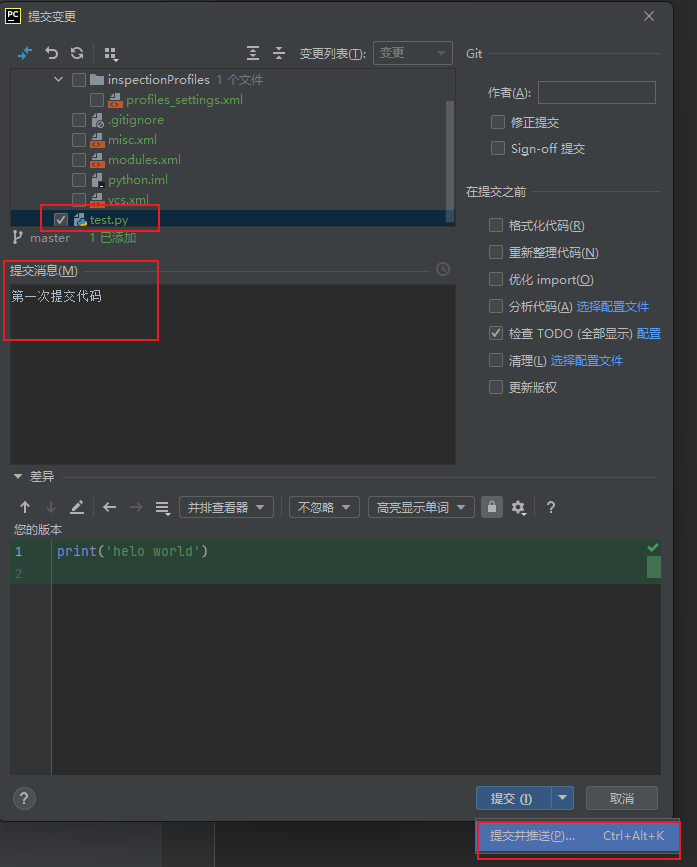 PC 提交变更
变更列表(T): 变更
Git
inspectionProfiles 1 个文件
profiles_settings.xml
.gitignore
misc.xml
modules.xml
python.iml
vcs.xml
test.py
master 1 已添加
作者(A):
修正提交
Sign-off 提交
在提交之前
格式化代码(R)
重新整理代码(N)
优化 import(O)
分析代码(A) 选择配置文件
检查 TODO (全部显示) 配置
清理(L) 选择配置文件
更新版权
提交消息(M)
第一次提交代码
差异
并排查看器 不忽略 高亮显示单词 ?
您的版本
1 print('helo world')
2
? 提交 (I) 取消
提交并推送(P)... Ctrl+Alt+K